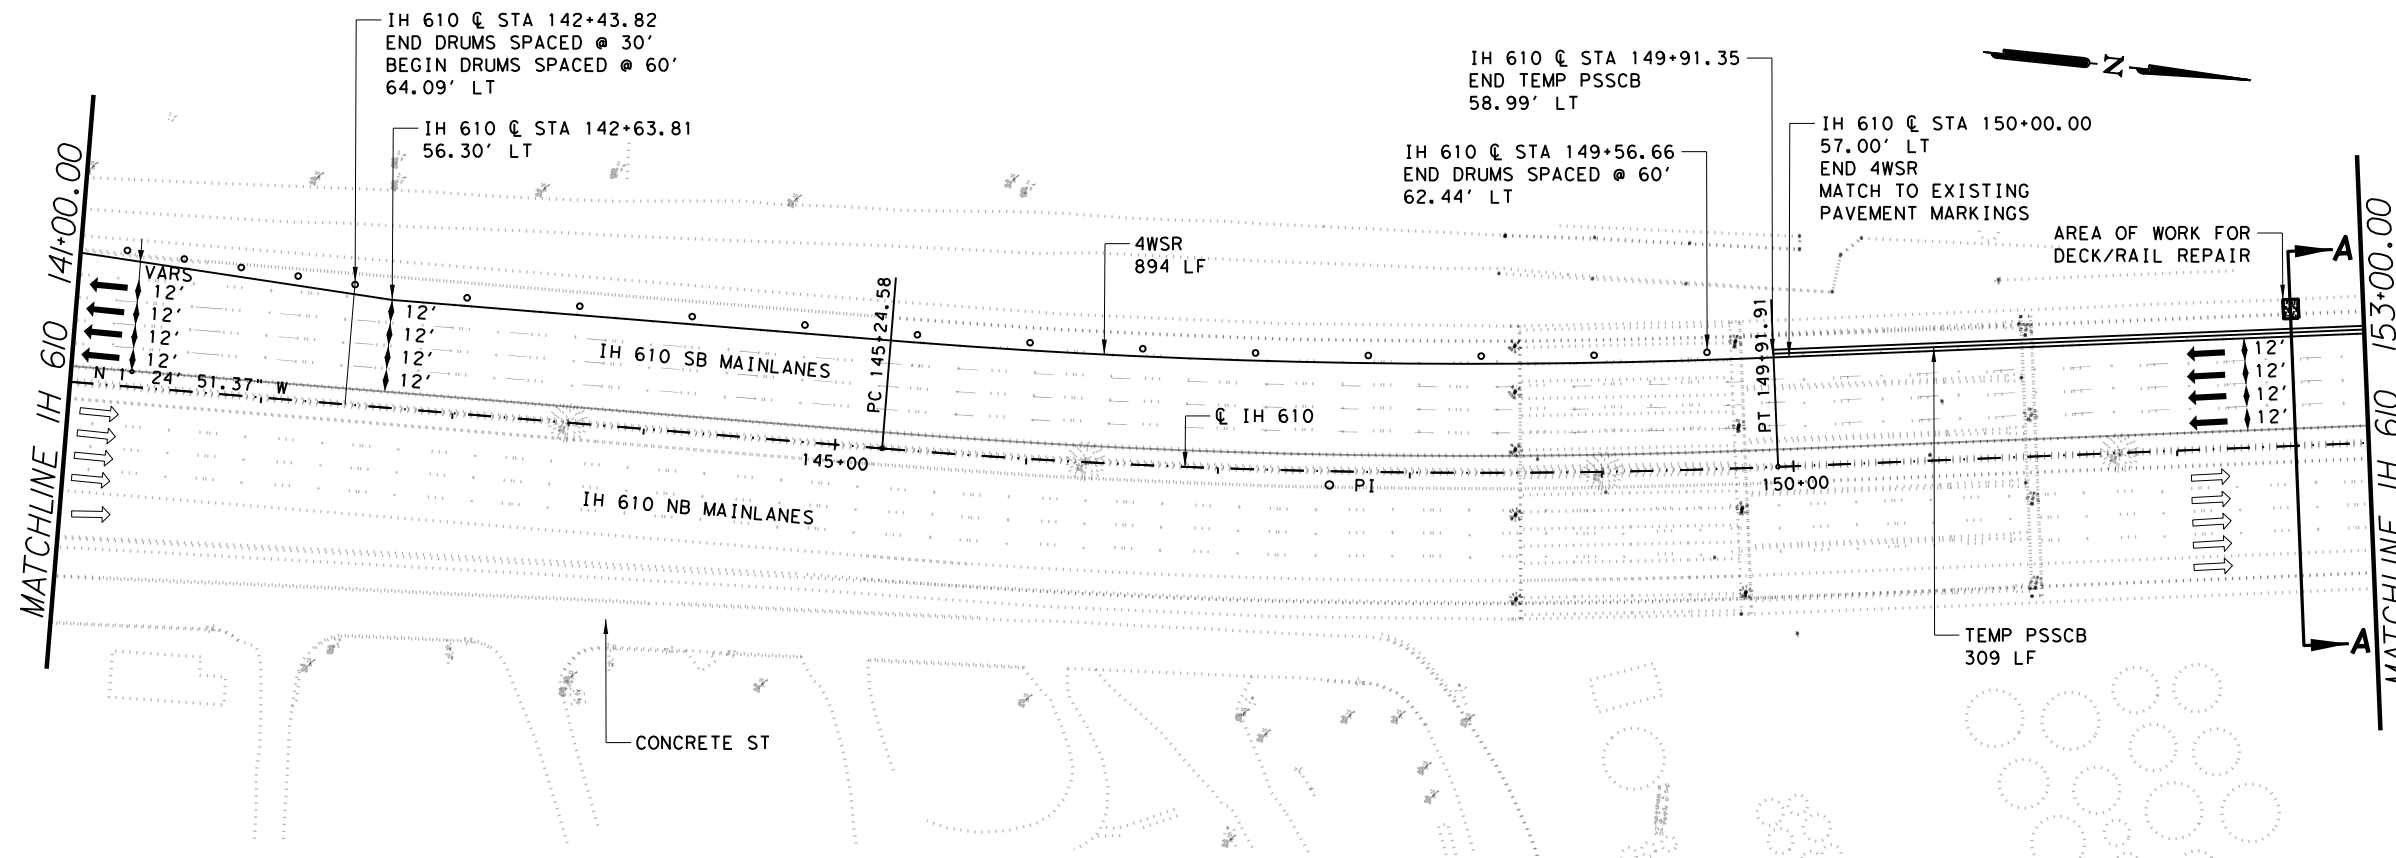 IH 610 ℄ STA 142+43.82
END DRUMS SPACED @ 30'
BEGIN DRUMS SPACED @ 60'
64.09' LT
IH 610 ℄ STA 142+63.81
56.30' LT
IH 610 ℄ STA 149+91.35
END TEMP PSSCB
58.99' LT
IH 610 ℄ STA 149+56.66
END DRUMS SPACED @ 60'
62.44' LT
N
IH 610 ℄ STA 150+00.00
57.00' LT
END 4WSR
MATCH TO EXISTING
PAVEMENT MARKINGS
AREA OF WORK FOR
DECK/RAIL REPAIR
A
A
4WSR
894 LF
MATCHLINE IH 610 141+00.00
VARS
12'
12'
12'
12'
12'
12'
12'
12'
N 1° 24' 51.37" W
IH 610 SB MAINLANES
PC 145+24.58
145+00
℄ IH 610
PI
PT 149+91.91
150+00
12'
12'
12'
12'
IH 610 NB MAINLANES
TEMP PSSCB
309 LF
CONCRETE ST
MATCHLINE IH 610 153+00.00